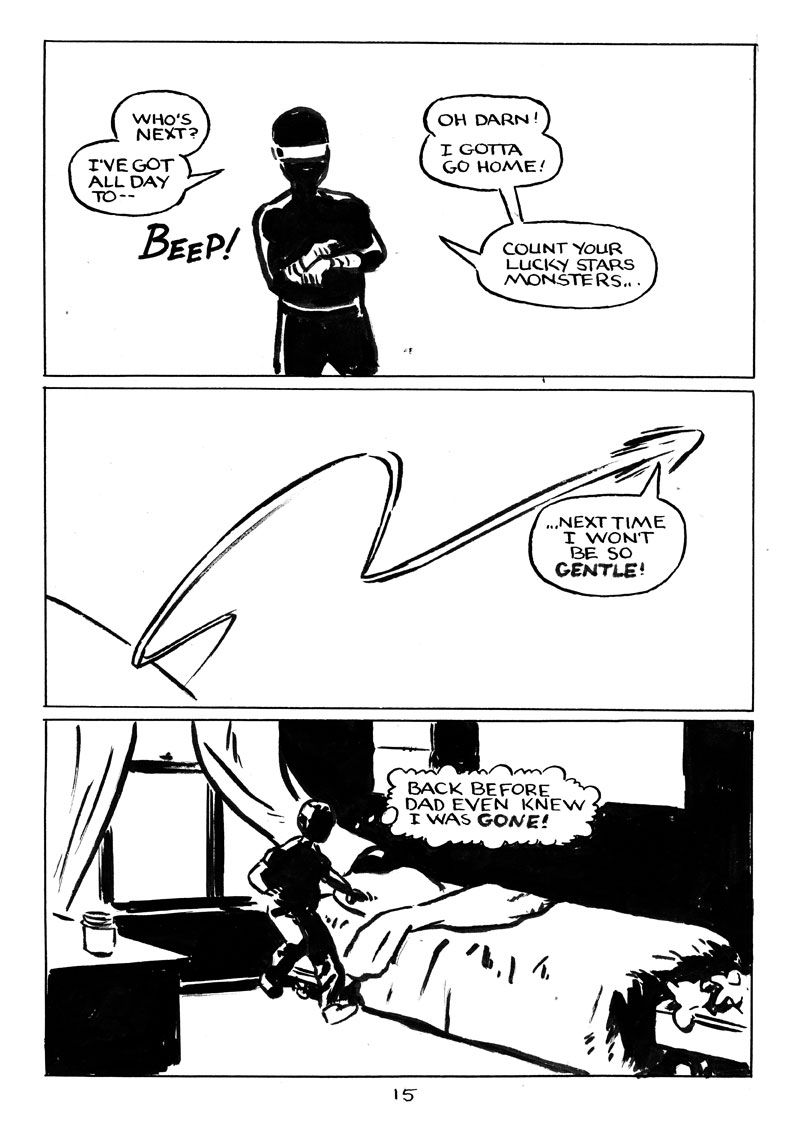 WHO'S
NEXT?
I'VE GOT
ALL DAY
TO--
BEEP!
OH DARN!
I GOTTA
GO HOME!
COUNT YOUR
LUCKY STARS
MONSTERS...
...NEXT TIME
I WON'T
BE SO
GENTLE!
BACK BEFORE
DAD EVEN KNEW
I WAS GONE!
15